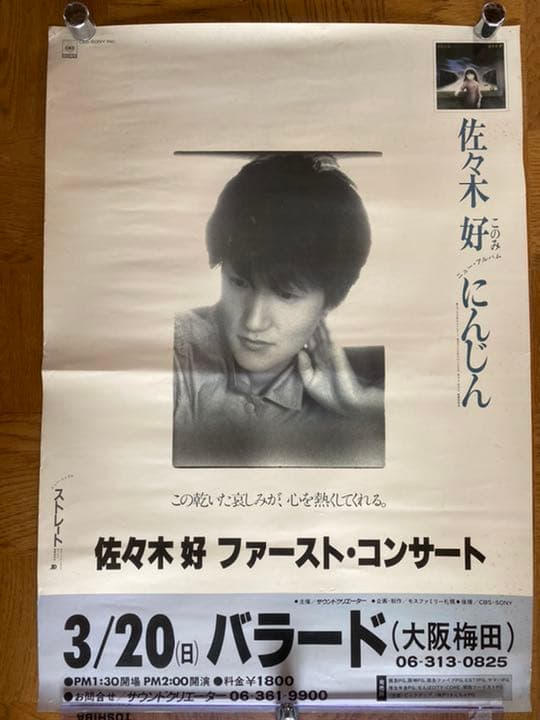 CBS・SONY INC.
佐々木 好
このみ
ニュー・アルバム
にんじん
この乾いた哀しみが、心を熱くしてくれる。
ストレート
佐々木 好 ファースト・コンサート
●主催/サウンドクリエーター ●企画・制作/モスファミリー札幌 ●後援/CBS・SONY
3/20(日) バラード(大阪梅田)
06-313-0825
●PM1:30開場 PM2:00開演 ●料金¥1800
●お問合せ/サウンドクリエーター 06-361-9900
TOSHIBA